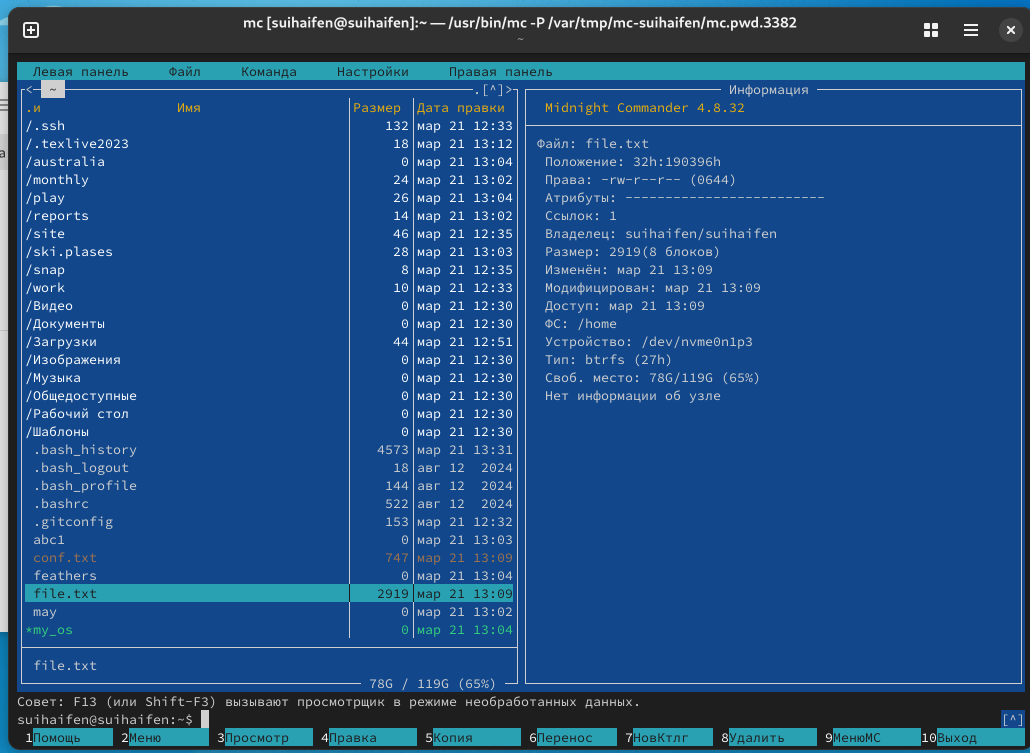 mc [suihaifen@suihaifen]:~ — /usr/bin/mc -P /var/tmp/mc-suihaifen/mc.pwd.3382
~
Левая панель Файл Команда Настройки Правая панель
<- ~ .[^]>
.и Имя Размер Дата правки
/.ssh 132 мар 21 12:33
/.texlive2023 18 мар 21 13:12
/australia 0 мар 21 13:04
/monthly 24 мар 21 13:02
/play 26 мар 21 13:04
/reports 14 мар 21 13:02
/site 46 мар 21 12:35
/ski.plases 28 мар 21 13:03
/snap 8 мар 21 12:35
/work 10 мар 21 12:33
/Видео 0 мар 21 12:30
/Документы 0 мар 21 12:30
/Загрузки 44 мар 21 12:51
/Изображения 0 мар 21 12:30
/Музыка 0 мар 21 12:30
/Общедоступные 0 мар 21 12:30
/Рабочий стол 0 мар 21 12:30
/Шаблоны 0 мар 21 12:30
.bash_history 4573 мар 21 13:31
.bash_logout 18 авг 12 2024
.bash_profile 144 авг 12 2024
.bashrc 522 авг 12 2024
.gitconfig 153 мар 21 12:32
abc1 0 мар 21 13:03
conf.txt 747 мар 21 13:09
feathers 0 мар 21 13:04
file.txt 2919 мар 21 13:09
may 0 мар 21 13:02
*my_os 0 мар 21 13:04
file.txt
78G / 119G (65%)
Информация
Midnight Commander 4.8.32
Файл: file.txt
Положение: 32h:190396h
Права: -rw-r--r-- (0644)
Атрибуты: -------------------------
Ссылок: 1
Владелец: suihaifen/suihaifen
Размер: 2919(8 блоков)
Изменён: мар 21 13:09
Модифицирован: мар 21 13:09
Доступ: мар 21 13:09
ФС: /home
Устройство: /dev/nvme0n1p3
Тип: btrfs (27h)
Своб. место: 78G/119G (65%)
Нет информации об узле
Совет: F13 (или Shift-F3) вызывают просмотрщик в режиме необработанных данных.
suihaifen@suihaifen:~$ [^]
1Помощь 2Меню 3Просмотр 4Правка 5Копия 6Перенос 7НовКтлг 8Удалить 9МенюМС 10Выход